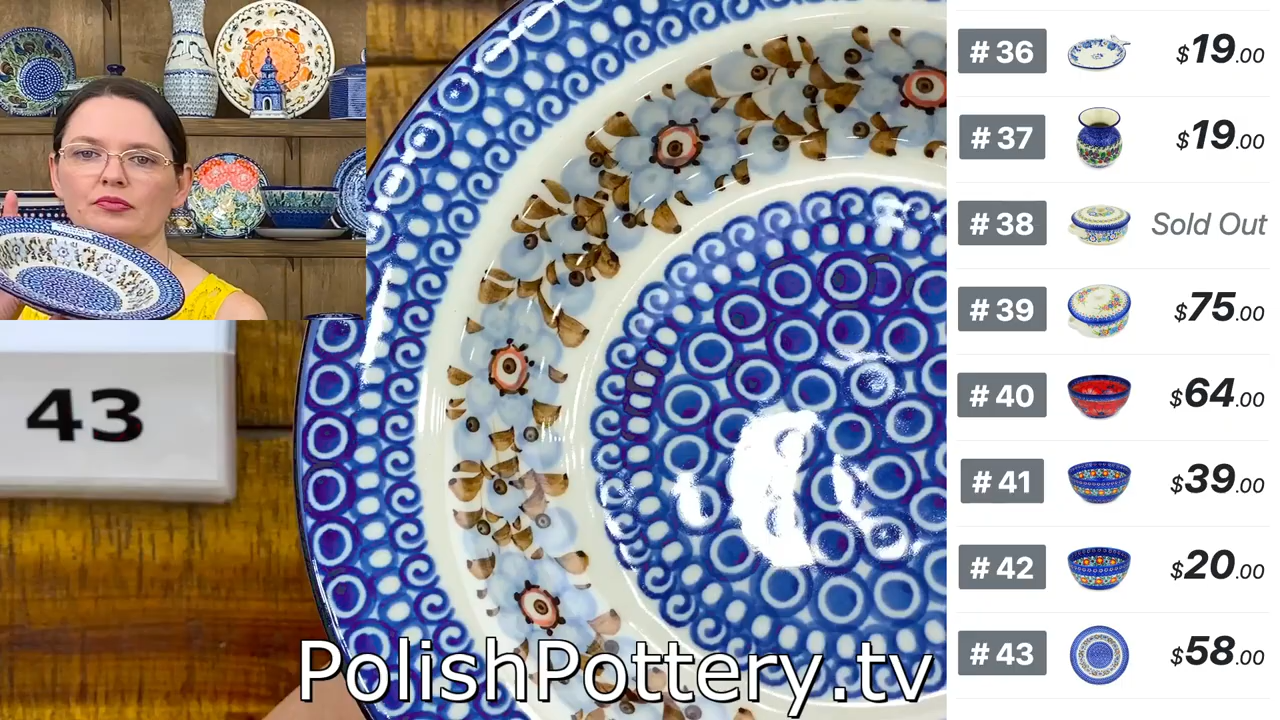 43
PolishPottery.tv
# 36 $19.00
# 37 $19.00
# 38 Sold Out
# 39 $75.00
# 40 $64.00
# 41 $39.00
# 42 $20.00
# 43 $58.00